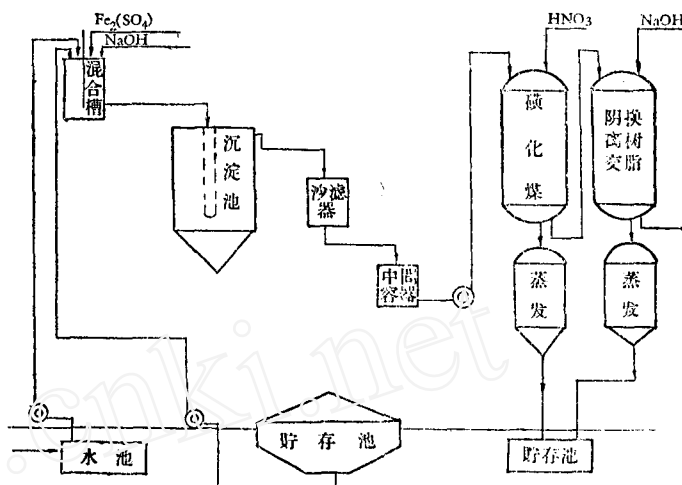 Fe₂(SO₄)
NaOH
混合槽
沉淀池
沙滤器
中间容器
HNO₃
磺化煤
NaOH
阴离交
换树脂
蒸发
蒸发
水池
贮存池
贮存池
.cnki.net